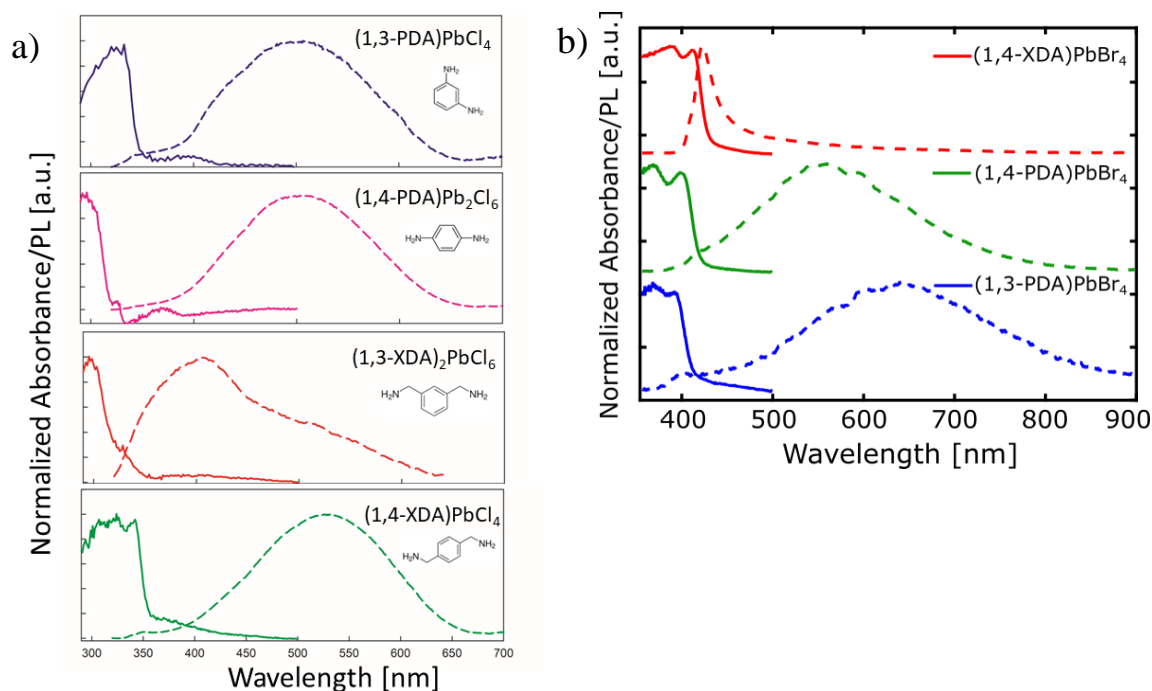 a)
(1,3-PDA)PbCl₄
NH₂
NH₂
(1,4-PDA)Pb₂Cl₆
H₂N
NH₂
(1,3-XDA)₂PbCl₆
H₂N
NH₂
(1,4-XDA)PbCl₄
H₂N
NH₂
Normalized Absorbance/PL [a.u.]
300 350 400 450 500 550 600 650 700
Wavelength [nm]
b)
(1,4-XDA)PbBr₄
(1,4-PDA)PbBr₄
(1,3-PDA)PbBr₄
Normalized Absorbance/PL [a.u.]
400 500 600 700 800 900
Wavelength [nm]